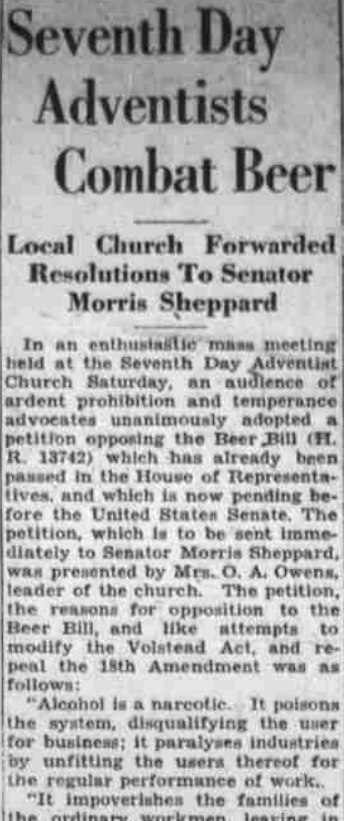 Seventh Day
Adventists
Combat Beer
Local Church Forwarded
Resolutions To Senator
Morris Sheppard
In an enthusiastic mass meeting
held at the Seventh Day Adventist
Church Saturday, an audience of
ardent prohibition and temperance
advocates unanimously adopted a
petition opposing the Beer Bill (H.
R. 13742) which has already been
passed in the House of Representa-
tives, and which is now pending be-
fore the United States Senate. The
petition, which is to be sent imme-
diately to Senator Morris Sheppard,
was presented by Mrs. O. A. Owens,
leader of the church. The petition,
the reasons for opposition to the
Beer Bill, and like attempts to
modify the Volstead Act, and re-
peal the 18th Amendment was as
follows:
"Alcohol is a narcotic. It poisons
the system, disqualifying the user
for business; it paralyses industries
by unfitting the users thereof for
the regular performance of work..
"It impoverishes the families of
the ordinary workmen, leaving in